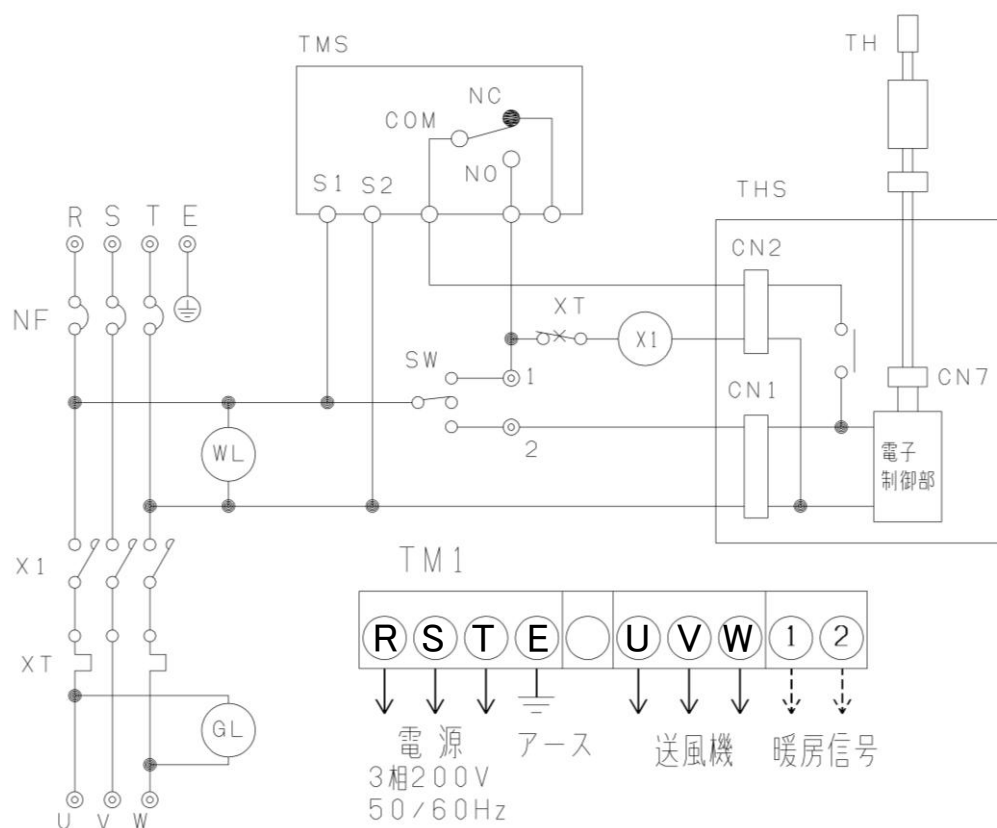 TMS
TH
NC
COM
NO
S1 S2
THS
R S T E
CN2
NF
XT
X1
SW
1
CN1
CN7
2
WL
電子
制御部
X1
TM1
R S T E U V W 1 2
XT
GL
電源 アース 送風機 暖房信号
3相200V
50/60Hz
U V W